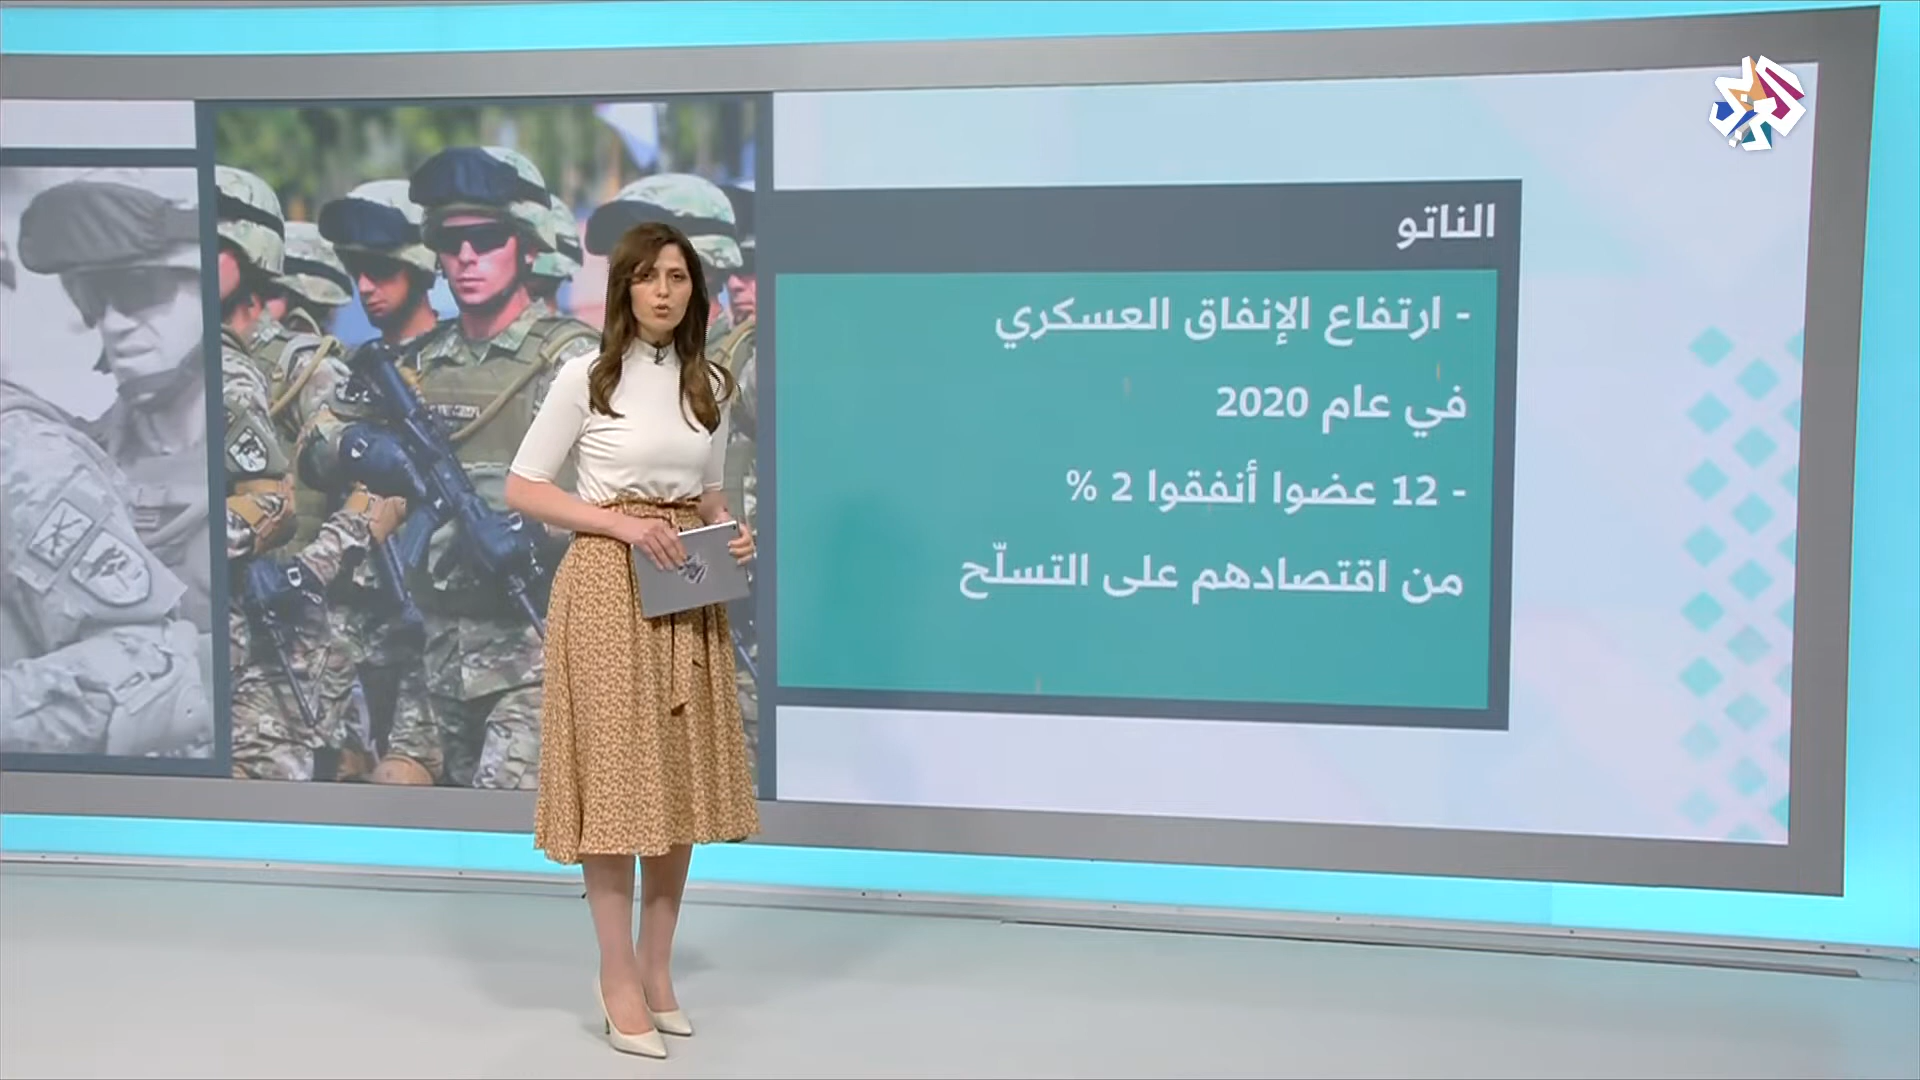 الناتو
- ارتفاع الإنفاق العسكري
في عام 2020
- 12 عضوا أنفقوا 2 %
من اقتصادهم على التسلّح